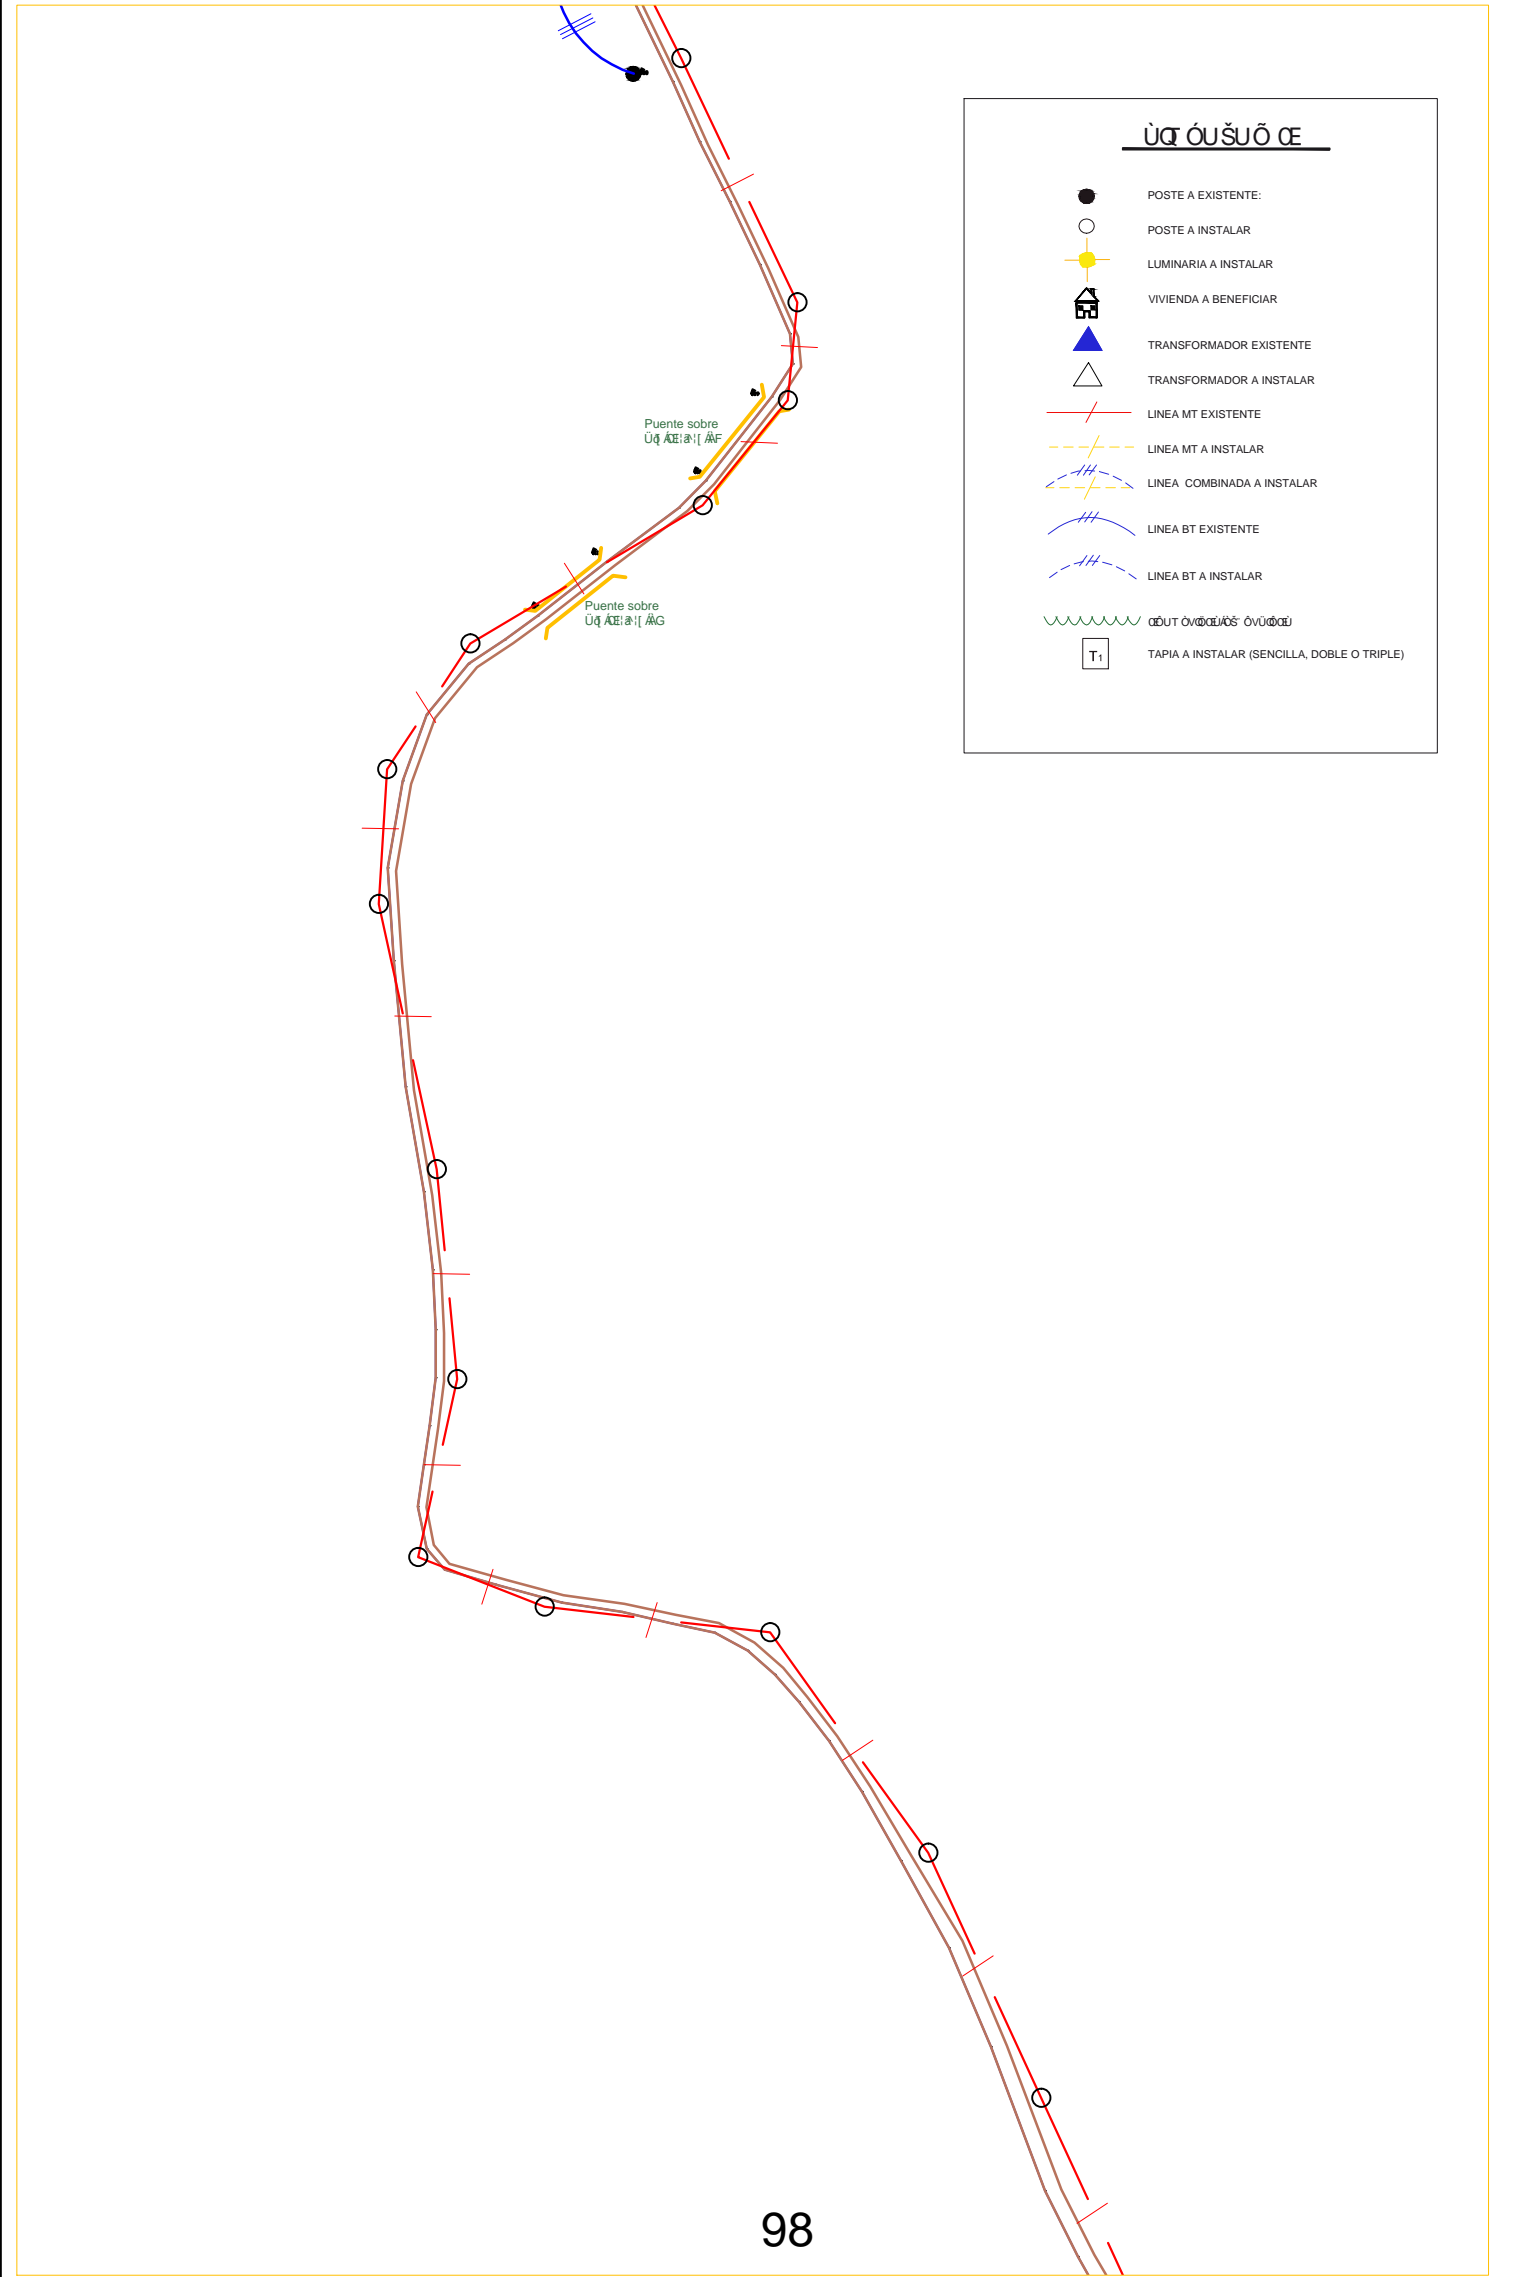 POSTE A EXISTENTE:
POSTE A INSTALAR
LUMINARIA A INSTALAR
VIVIENDA A BENEFICIAR
TRANSFORMADOR EXISTENTE
TRANSFORMADOR A INSTALAR
LINEA MT EXISTENTE
LINEA MT A INSTALAR
LINEA COMBINADA A INSTALAR
LINEA BT EXISTENTE
LINEA BT A INSTALAR
T1 TAPIA A INSTALAR (SENCILLA, DOBLE O TRIPLE)
Puente sobre
Puente sobre
98